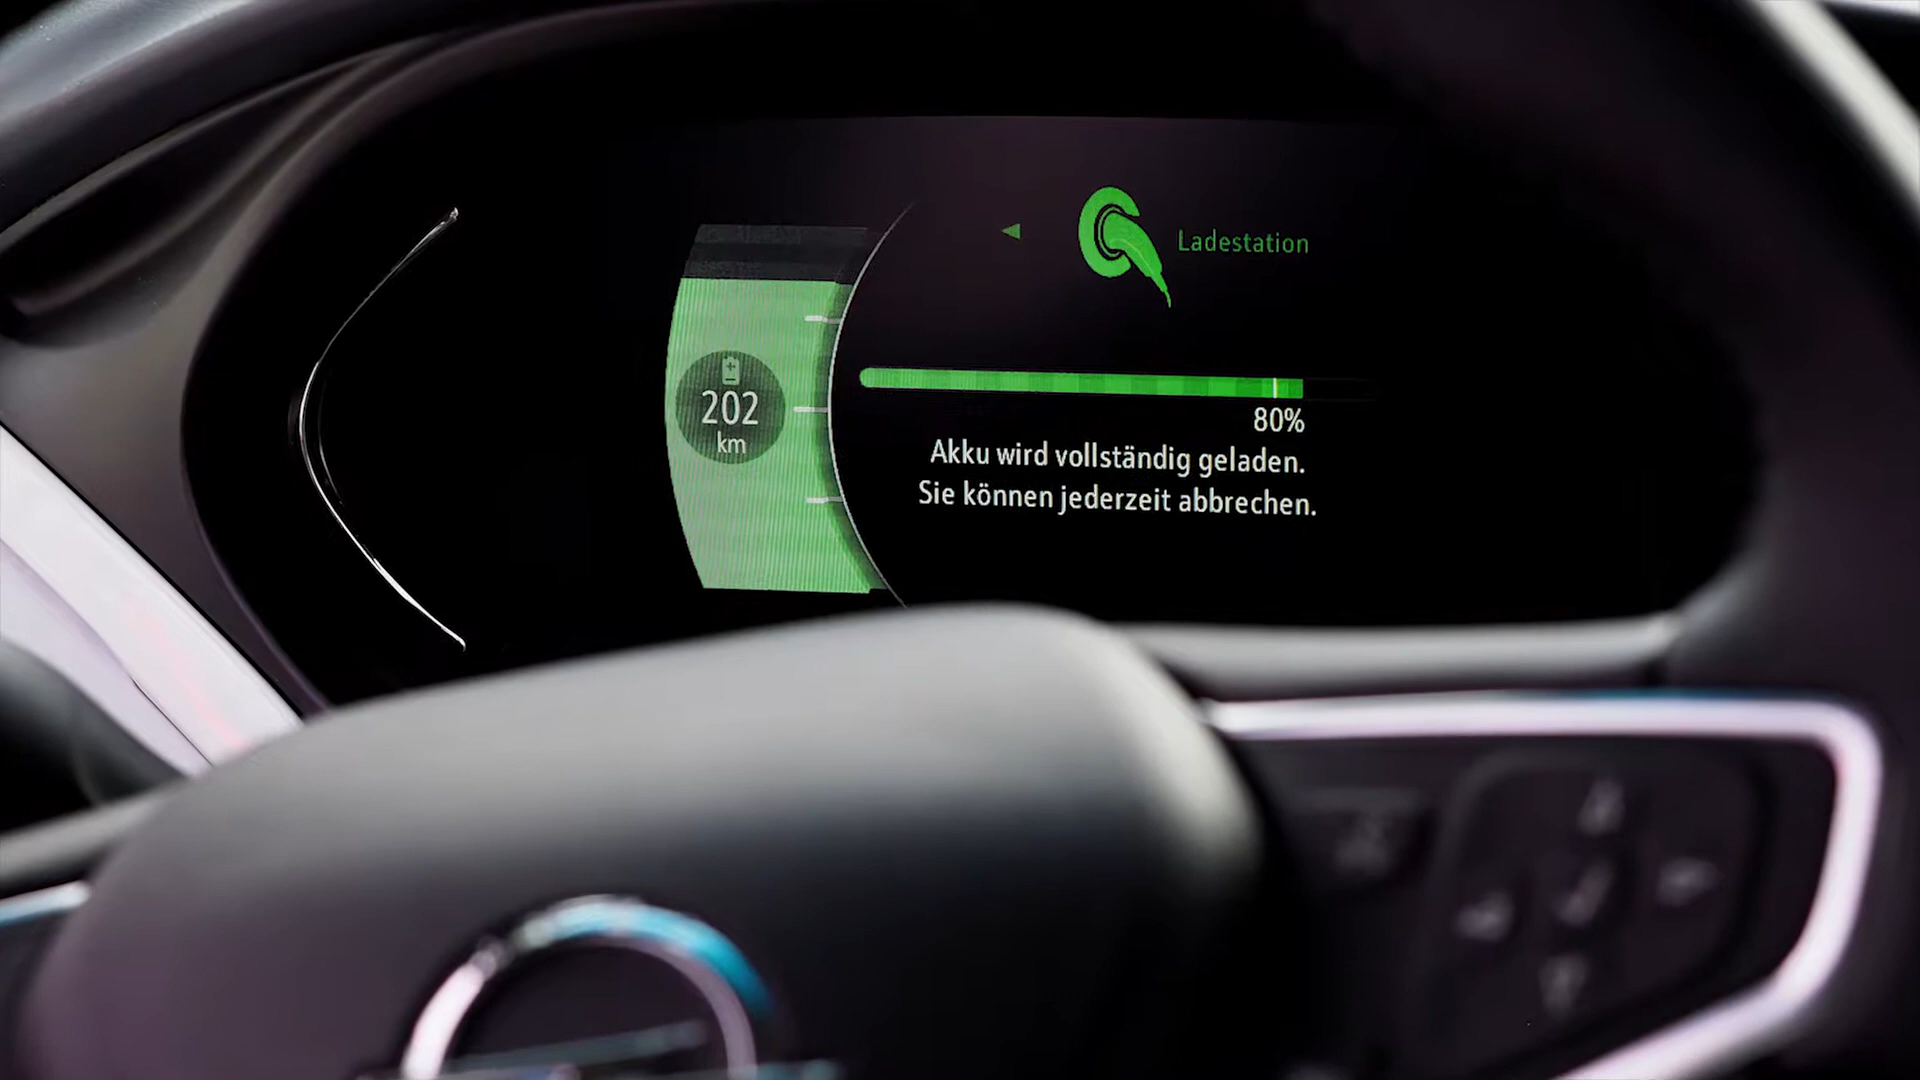 Ladestation
202
km
80%
Akku wird vollständig geladen.
Sie können jederzeit abbrechen.